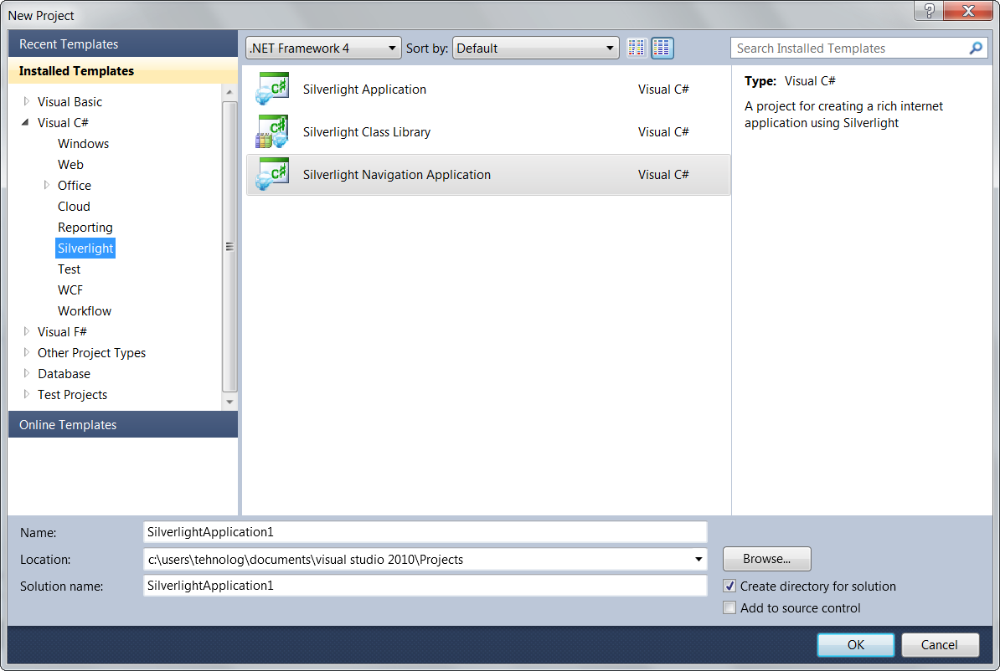 New Project
Recent Templates
Installed Templates
Visual Basic
Visual C#
Windows
Web
Office
Cloud
Reporting
Silverlight
Test
WCF
Workflow
Visual F#
Other Project Types
Database
Test Projects
Online Templates
.NET Framework 4 Sort by: Default
Silverlight Application Visual C#
Silverlight Class Library Visual C#
Silverlight Navigation Application Visual C#
Search Installed Templates
Type: Visual C#
A project for creating a rich internet
application using Silverlight
Name: SilverlightApplication1
Location: c:\users\tehnolog\documents\visual studio 2010\Projects Browse...
Solution name: SilverlightApplication1
Create directory for solution
Add to source control
OK Cancel